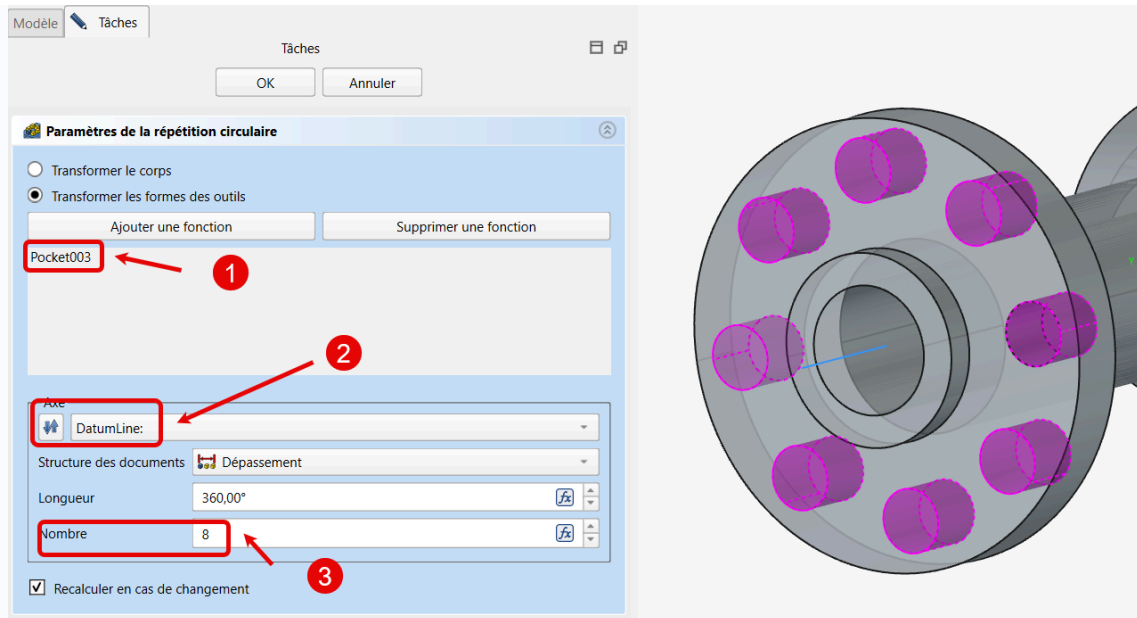 Modèle Tâches
Tâches
OK Annuler
Paramètres de la répétition circulaire
Transformer le corps
Transformer les formes des outils
Ajouter une fonction Supprimer une fonction
Pocket003
1
2
Axe
DatumLine:
Structure des documents Dépassement
Longueur 360,00° fx
Nombre 8 fx
3
Recalculer en cas de changement
Y